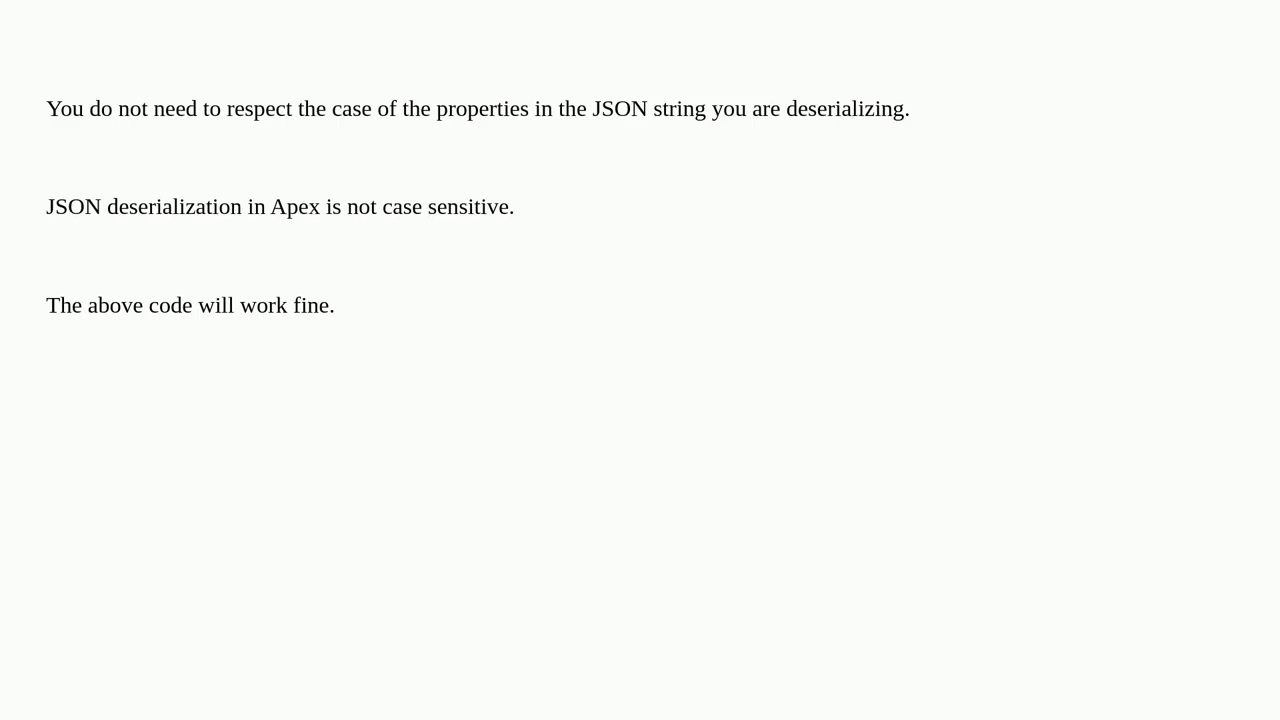 You do not need to respect the case of the properties in the JSON string you are deserializing.
JSON deserialization in Apex is not case sensitive.
The above code will work fine.